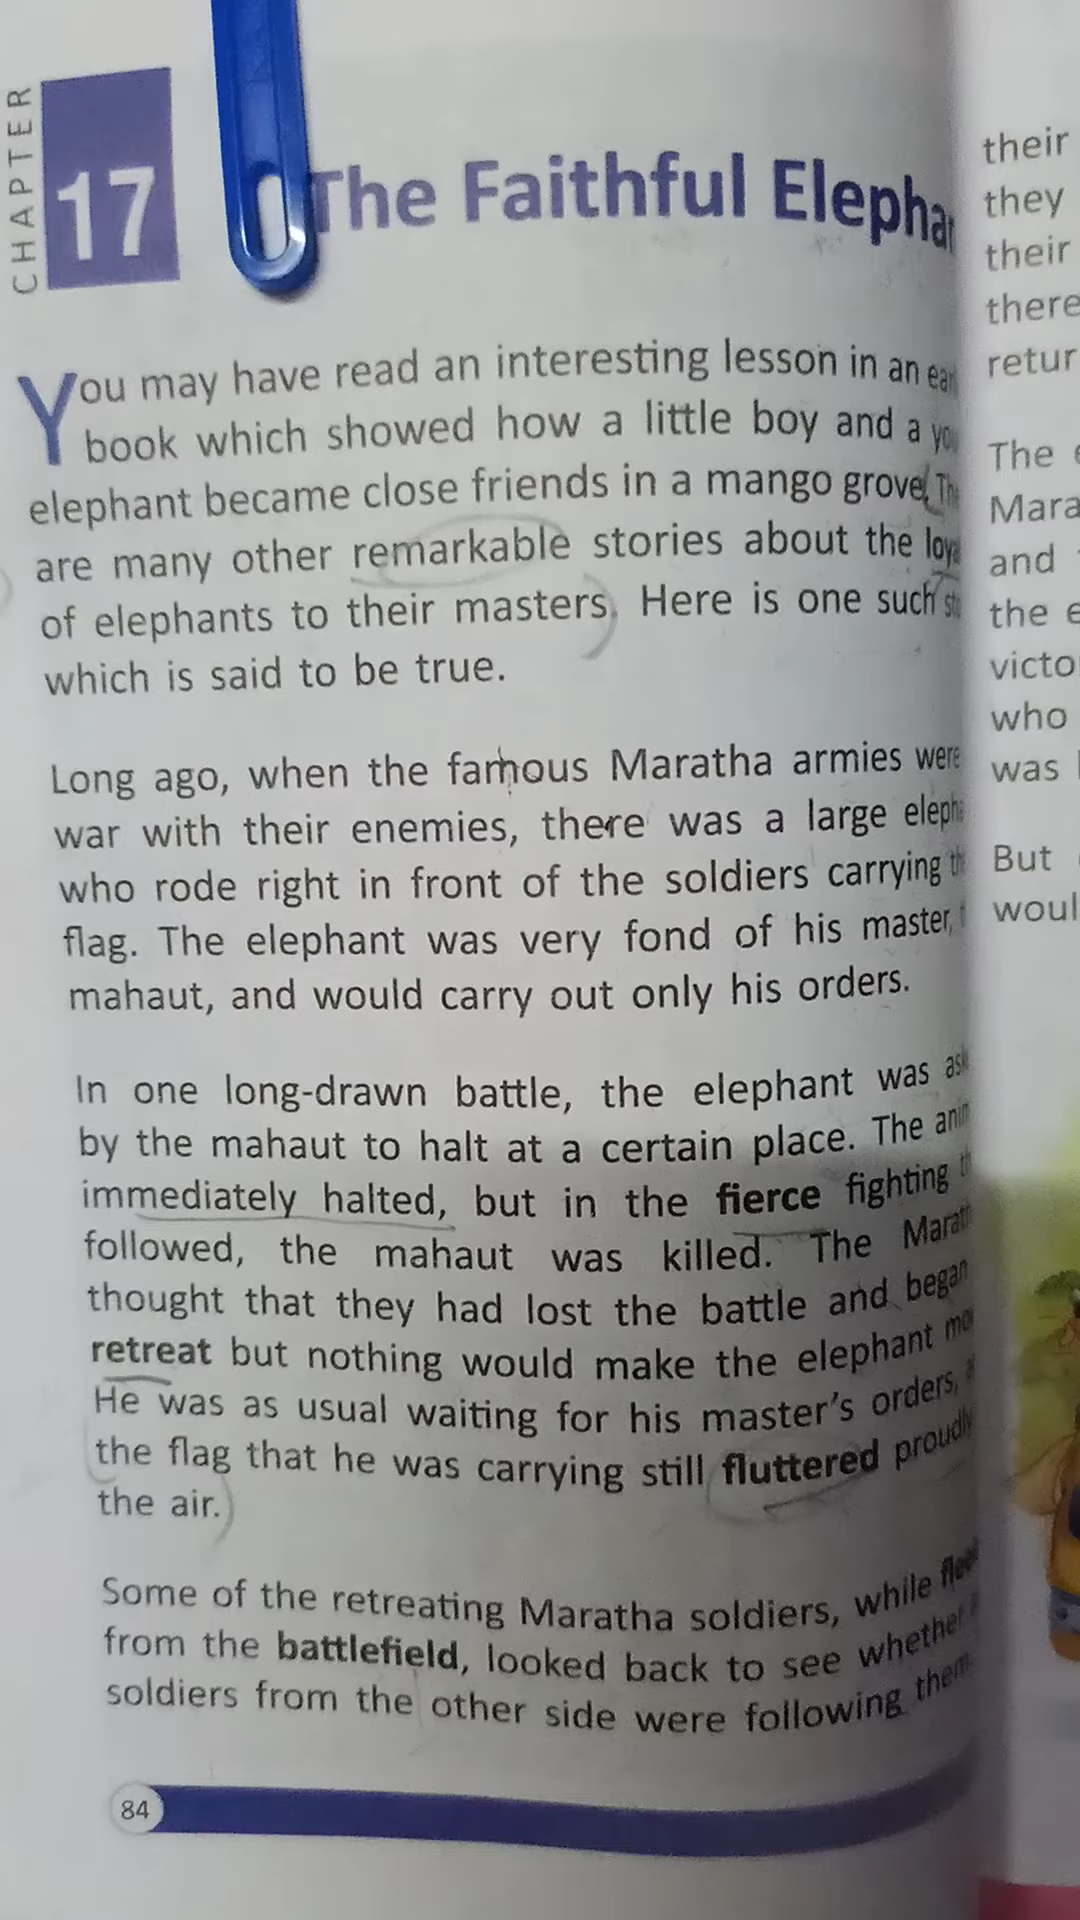 CHAPTER
17
The Faithful
You may have read an interesting lesson in an
book which showed how a little boy and a
elephant became close friends in a mango grove.
are many other remarkable stories about the
of elephants to their masters. Here is one such
which is said to be true.
Long ago, when the famous Maratha armies were
war with their enemies, there was a large
who rode right in front of the soldiers carrying
flag. The elephant was very fond of his master,
mahaut, and would carry out only his orders.
In one long-drawn battle, the elephant was
by the mahaut to halt at a certain place. The
immediately halted, but in the fierce fighting
followed, the mahaut was killed. The
thought that they had lost the battle and began
retreat but nothing would make the elephant
He was as usual waiting for his master's orders,
the flag that he was carrying still fluttered proudly
the air.
Some of the retreating Maratha soldiers, while
from the battlefield, looked back to see whether
soldiers from the other side were following them.
84
their
they
their
there
The
and
the
who
was
But